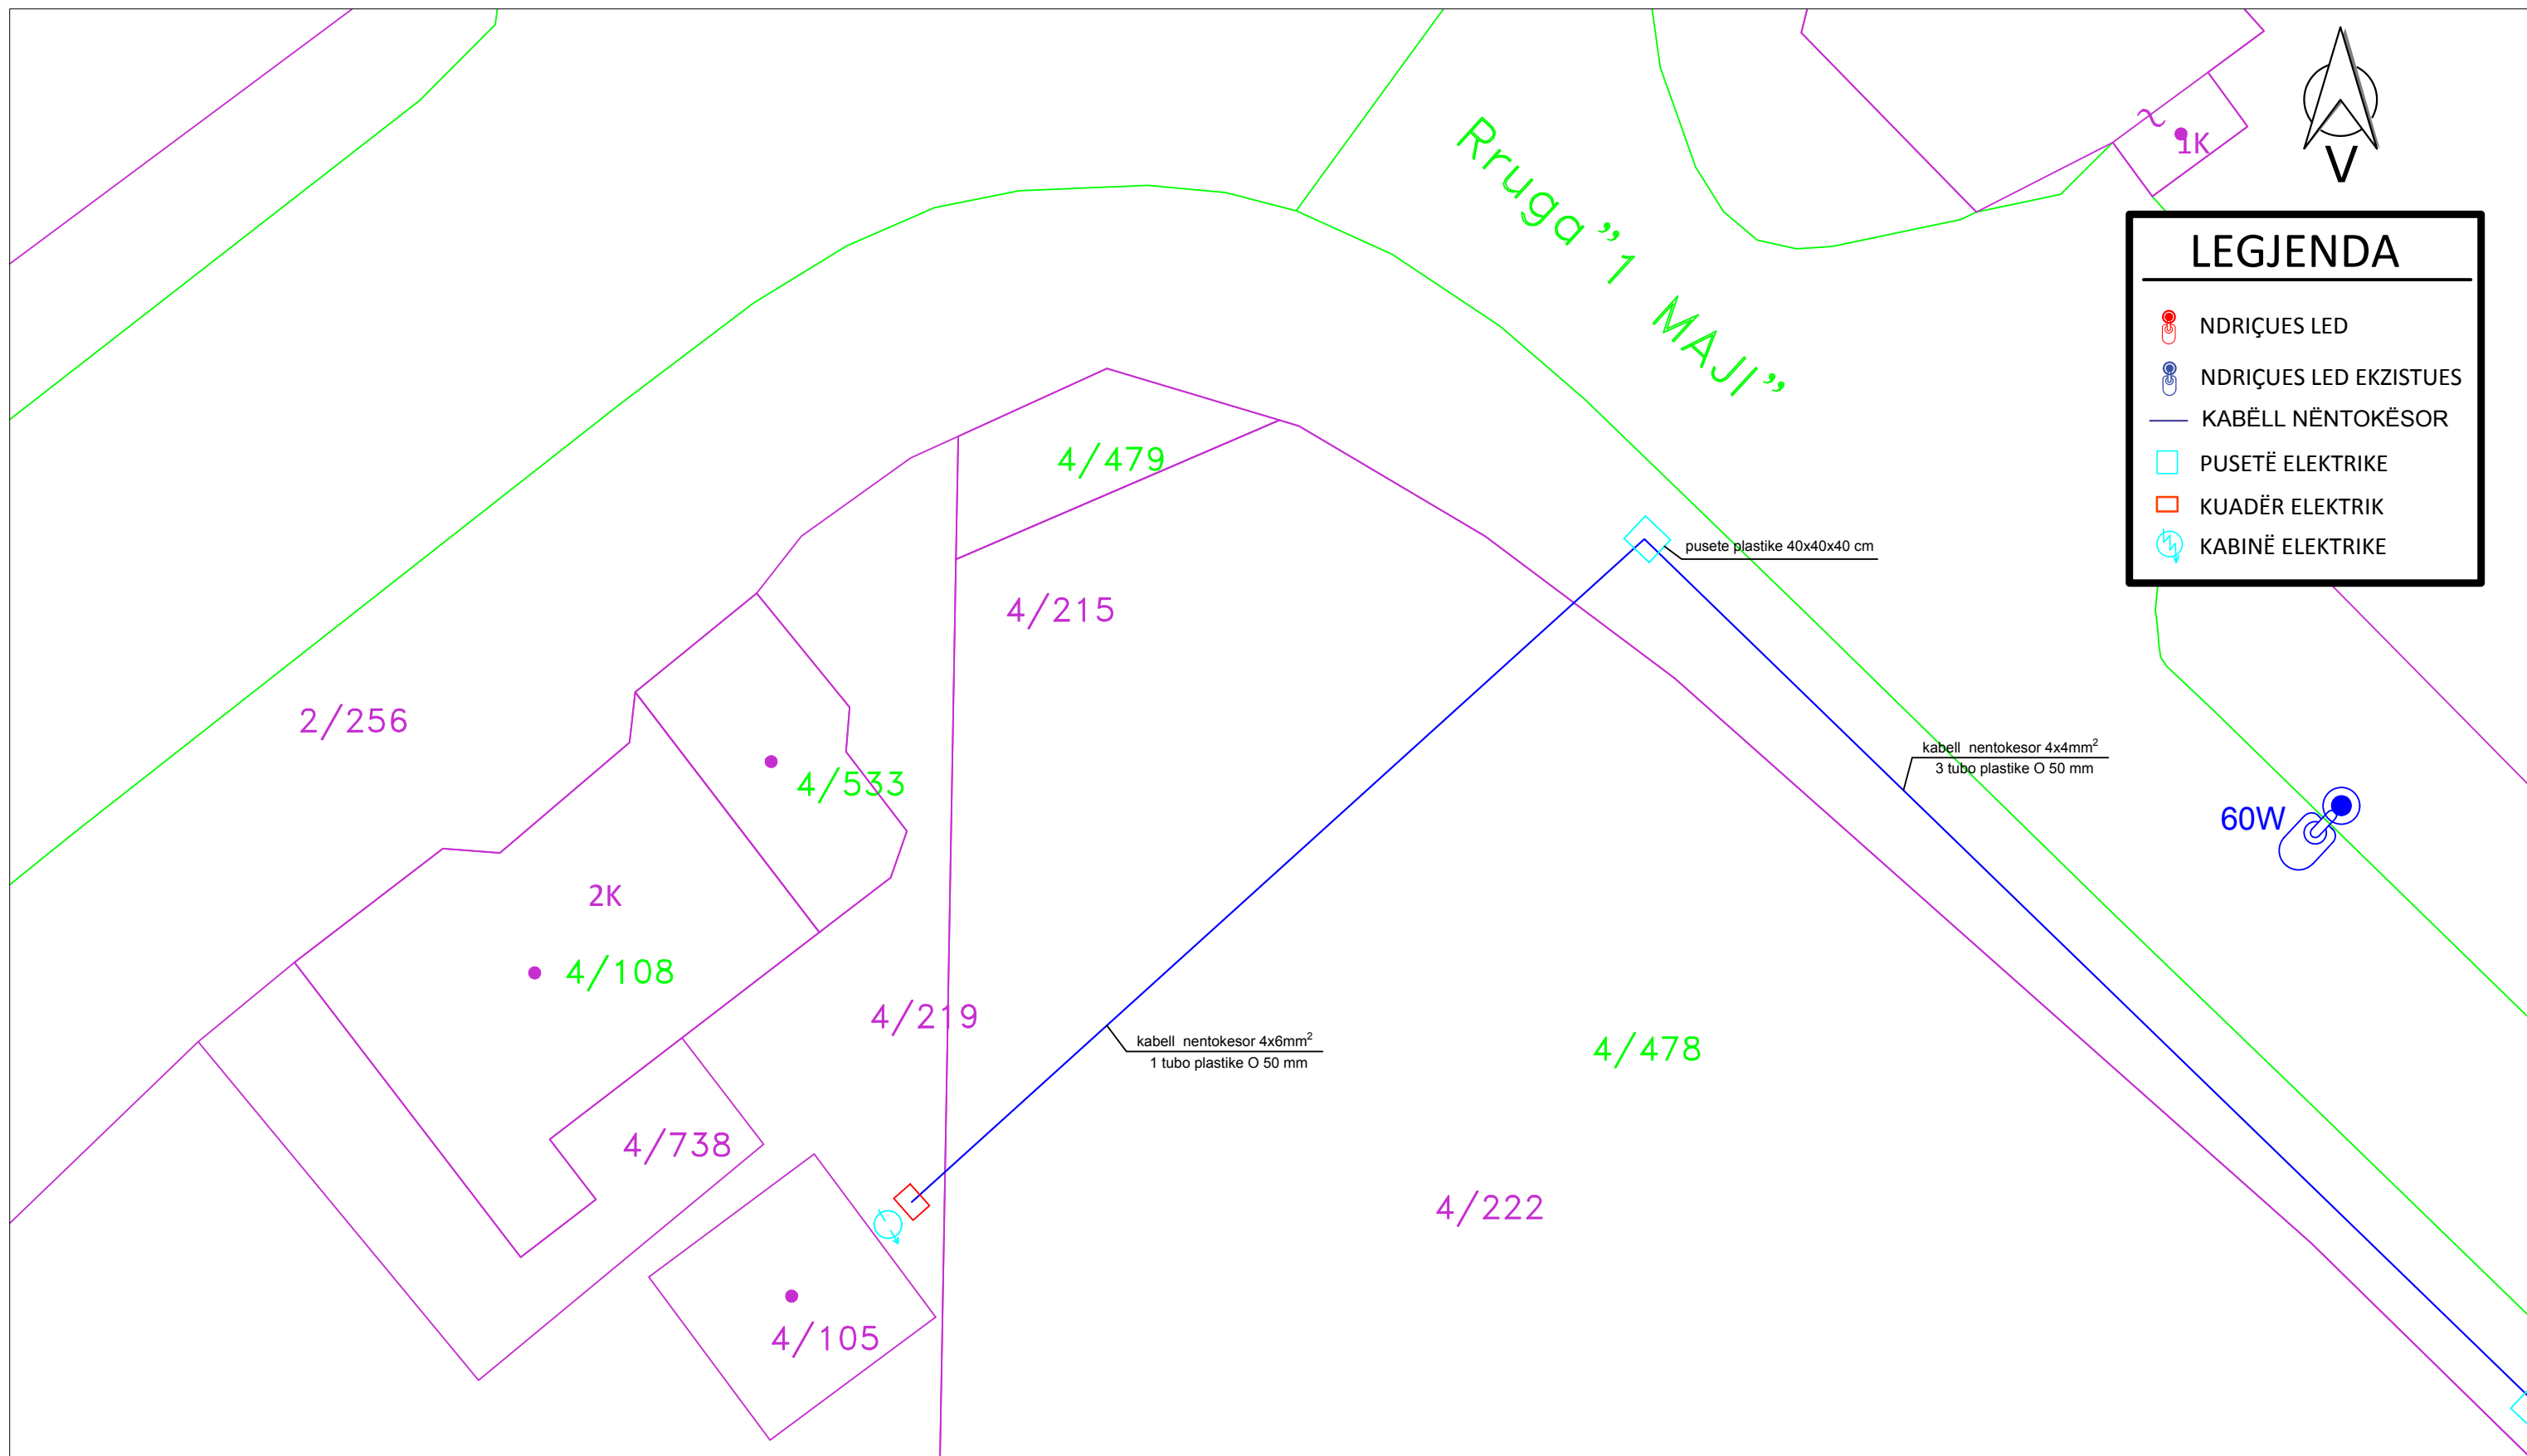 Rruga "1 MAJI"
1K
V
LEGJENDA
NDRIÇUES LED
NDRIÇUES LED EKZISTUES
KABËLL NËNTOKËSOR
PUSETË ELEKTRIKE
KUADËR ELEKTRIK
KABINË ELEKTRIKE
4/479
pusete plastike 40x40x40 cm
4/215
2/256
kabell nentokesor 4x4mm²
3 tubo plastike O 50 mm
4/533
60W
2K
4/108
4/219
kabell nentokesor 4x6mm²
1 tubo plastike O 50 mm
4/478
4/738
4/222
4/105